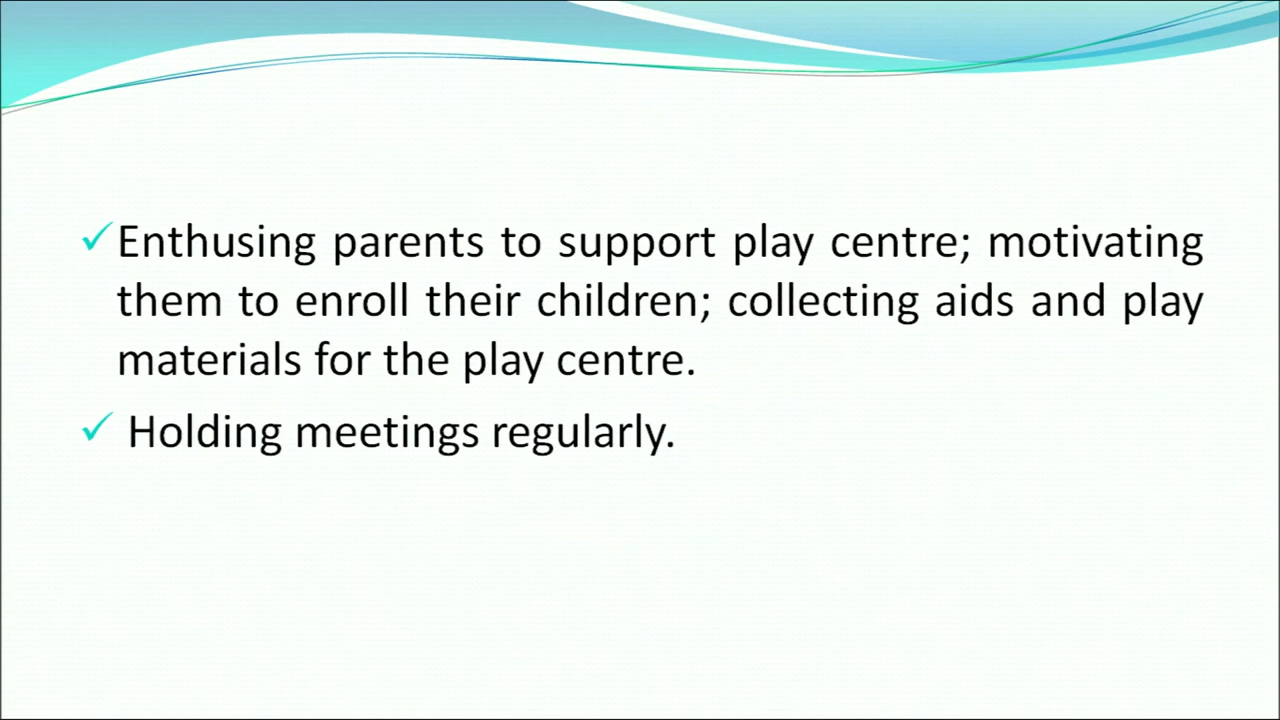 ✓Enthusing parents to support play centre; motivating
them to enroll their children; collecting aids and play
materials for the play centre.
✓ Holding meetings regularly.